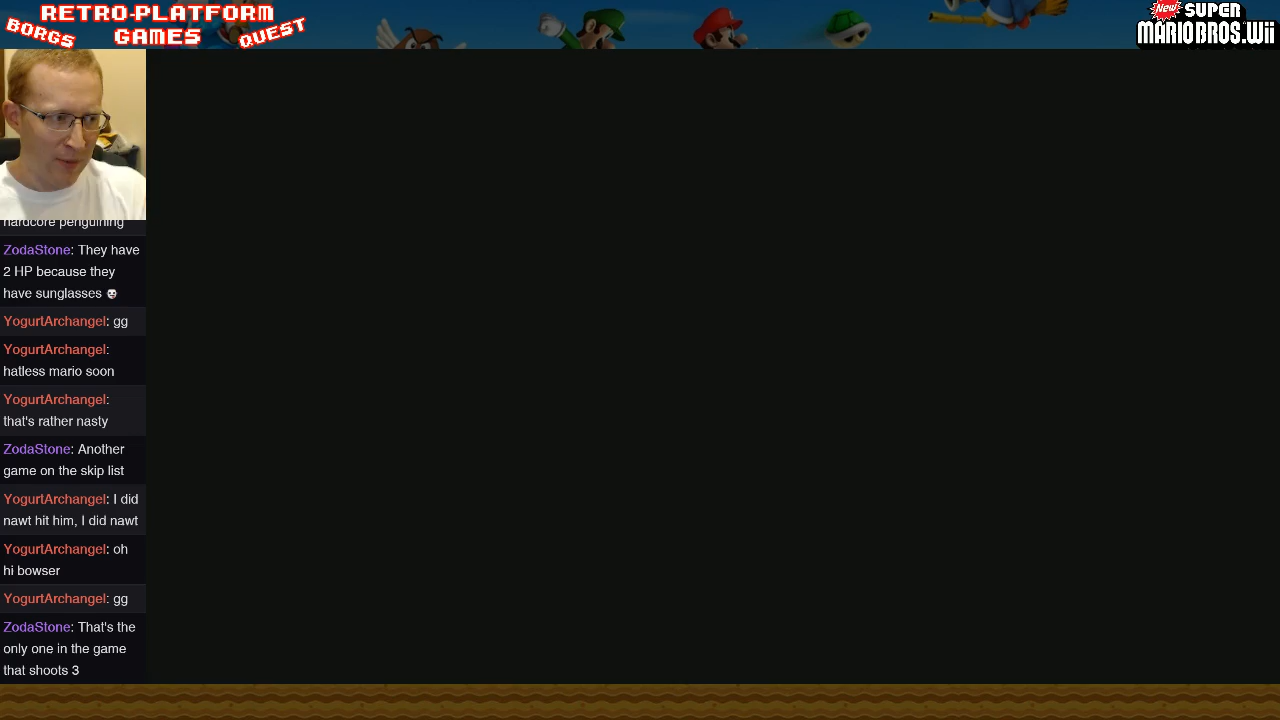 RETRO-PLATFORM
BORGS GAMES QUEST
New SUPER
MARIO BROS.Wii
hardcore penguining
ZodaStone: They have
2 HP because they
have sunglasses
YogurtArchangel: gg
YogurtArchangel:
hatless mario soon
YogurtArchangel:
that's rather nasty
ZodaStone: Another
game on the skip list
YogurtArchangel: I did
nawt hit him, I did nawt
YogurtArchangel: oh
hi bowser
YogurtArchangel: gg
ZodaStone: That's the
only one in the game
that shoots 3